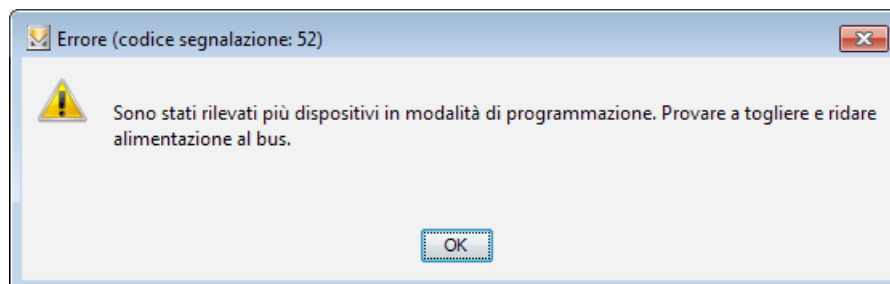 Errore (codice segnalazione: 52)
Sono stati rilevati più dispositivi in modalità di programmazione. Provare a togliere e ridare
alimentazione al bus.
OK